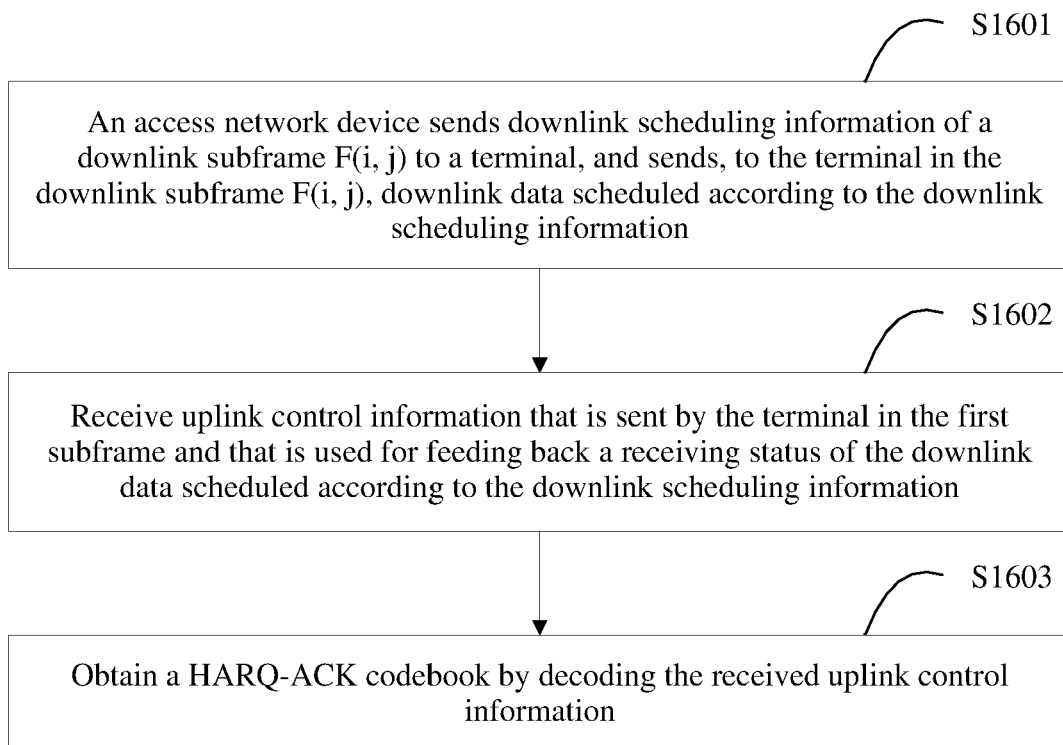 S1601
An access network device sends downlink scheduling information of a
downlink subframe F(i, j) to a terminal, and sends, to the terminal in the
downlink subframe F(i, j), downlink data scheduled according to the downlink
scheduling information
S1602
Receive uplink control information that is sent by the terminal in the first
subframe and that is used for feeding back a receiving status of the downlink
data scheduled according to the downlink scheduling information
S1603
Obtain a HARQ-ACK codebook by decoding the received uplink control
information